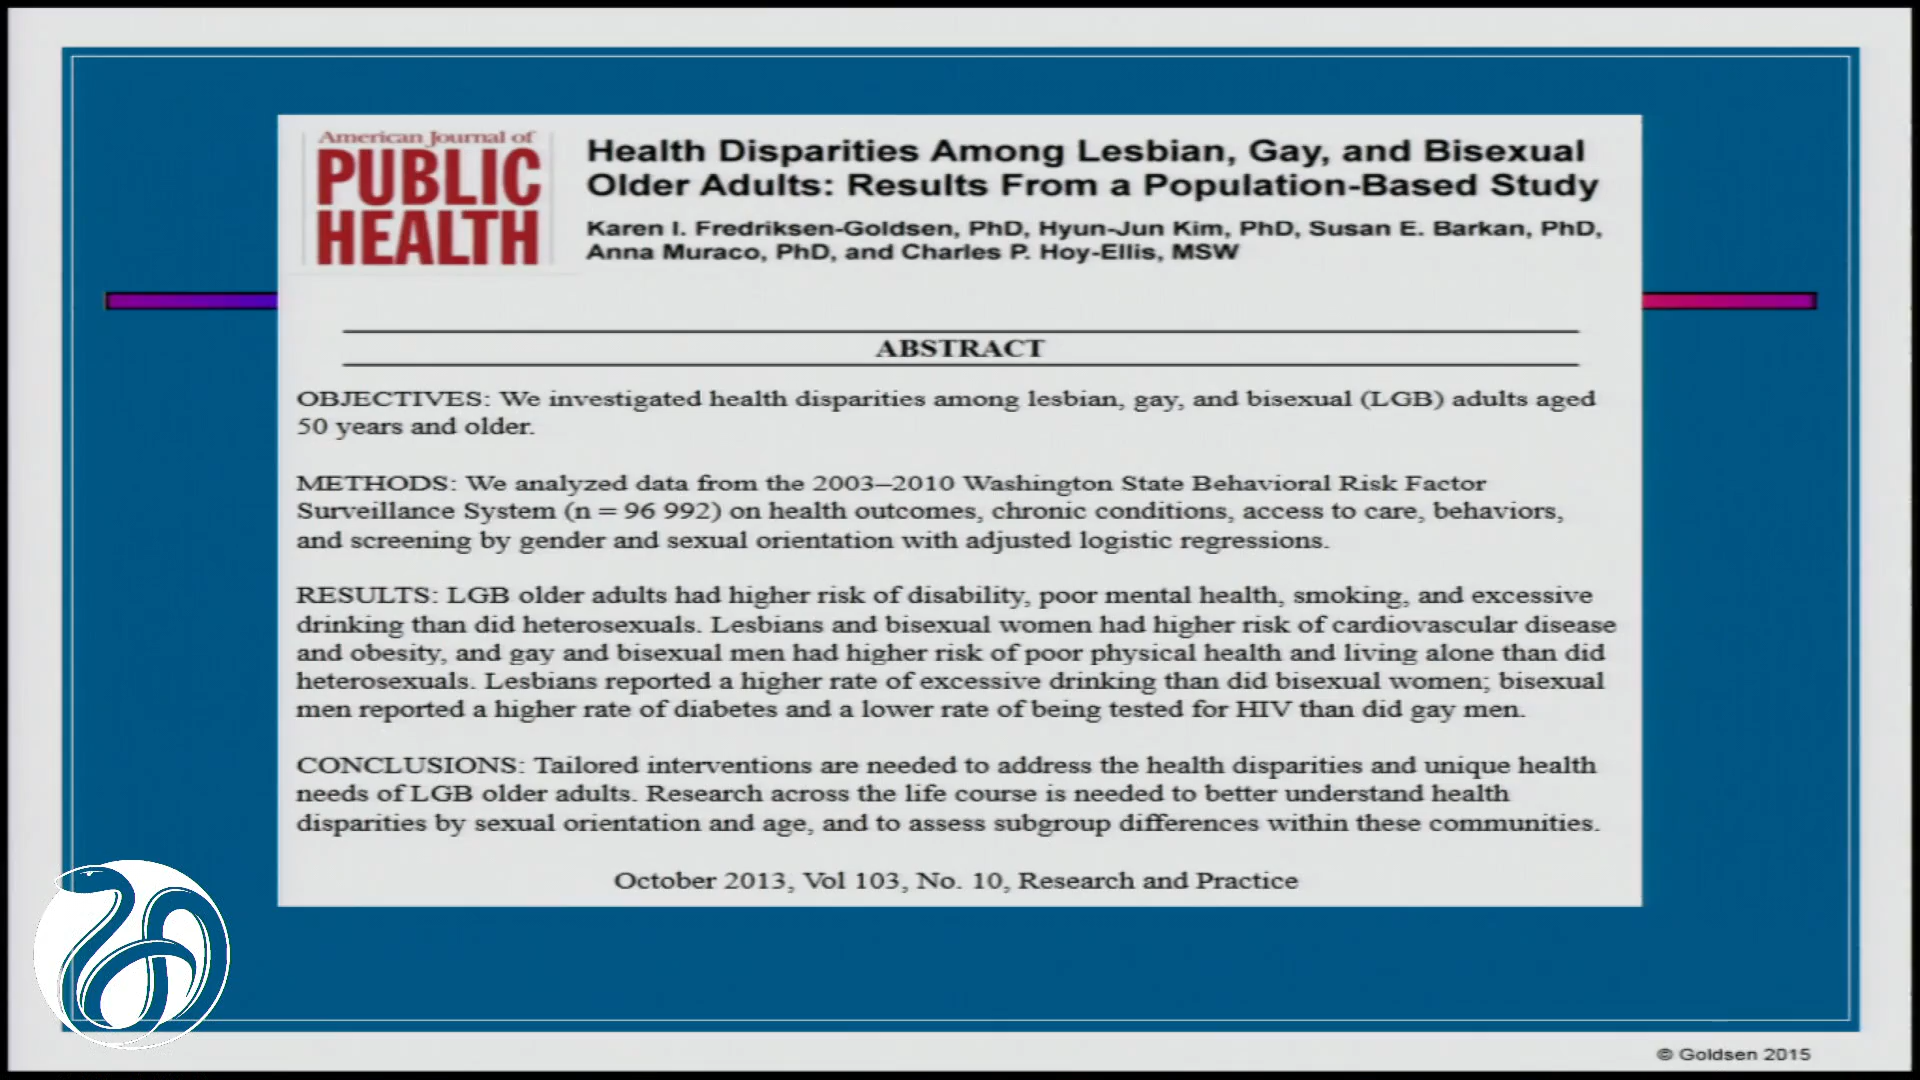 American Journal of
PUBLIC
HEALTH
Health Disparities Among Lesbian, Gay, and Bisexual
Older Adults: Results From a Population-Based Study
Karen I. Fredriksen-Goldsen, PhD, Hyun-Jun Kim, PhD, Susan E. Barkan, PhD,
Anna Muraco, PhD, and Charles P. Hoy-Ellis, MSW
ABSTRACT
OBJECTIVES: We investigated health disparities among lesbian, gay, and bisexual (LGB) adults aged
50 years and older.
METHODS: We analyzed data from the 2003–2010 Washington State Behavioral Risk Factor
Surveillance System (n = 96 992) on health outcomes, chronic conditions, access to care, behaviors,
and screening by gender and sexual orientation with adjusted logistic regressions.
RESULTS: LGB older adults had higher risk of disability, poor mental health, smoking, and excessive
drinking than did heterosexuals. Lesbians and bisexual women had higher risk of cardiovascular disease
and obesity, and gay and bisexual men had higher risk of poor physical health and living alone than did
heterosexuals. Lesbians reported a higher rate of excessive drinking than did bisexual women; bisexual
men reported a higher rate of diabetes and a lower rate of being tested for HIV than did gay men.
CONCLUSIONS: Tailored interventions are needed to address the health disparities and unique health
needs of LGB older adults. Research across the life course is needed to better understand health
disparities by sexual orientation and age, and to assess subgroup differences within these communities.
October 2013, Vol 103, No. 10, Research and Practice
© Goldsen 2015